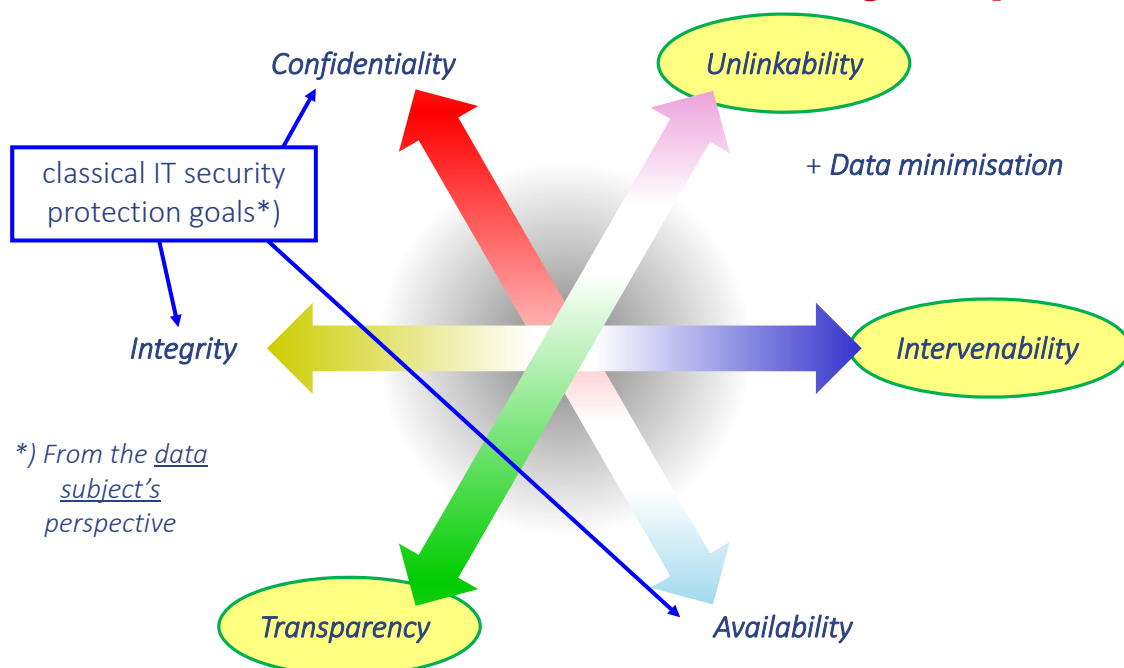 Confidentiality
Unlinkability
classical IT security
protection goals*)
+ Data minimisation
Integrity
Intervenability
*) From the data
subject's
perspective
Transparency
Availability